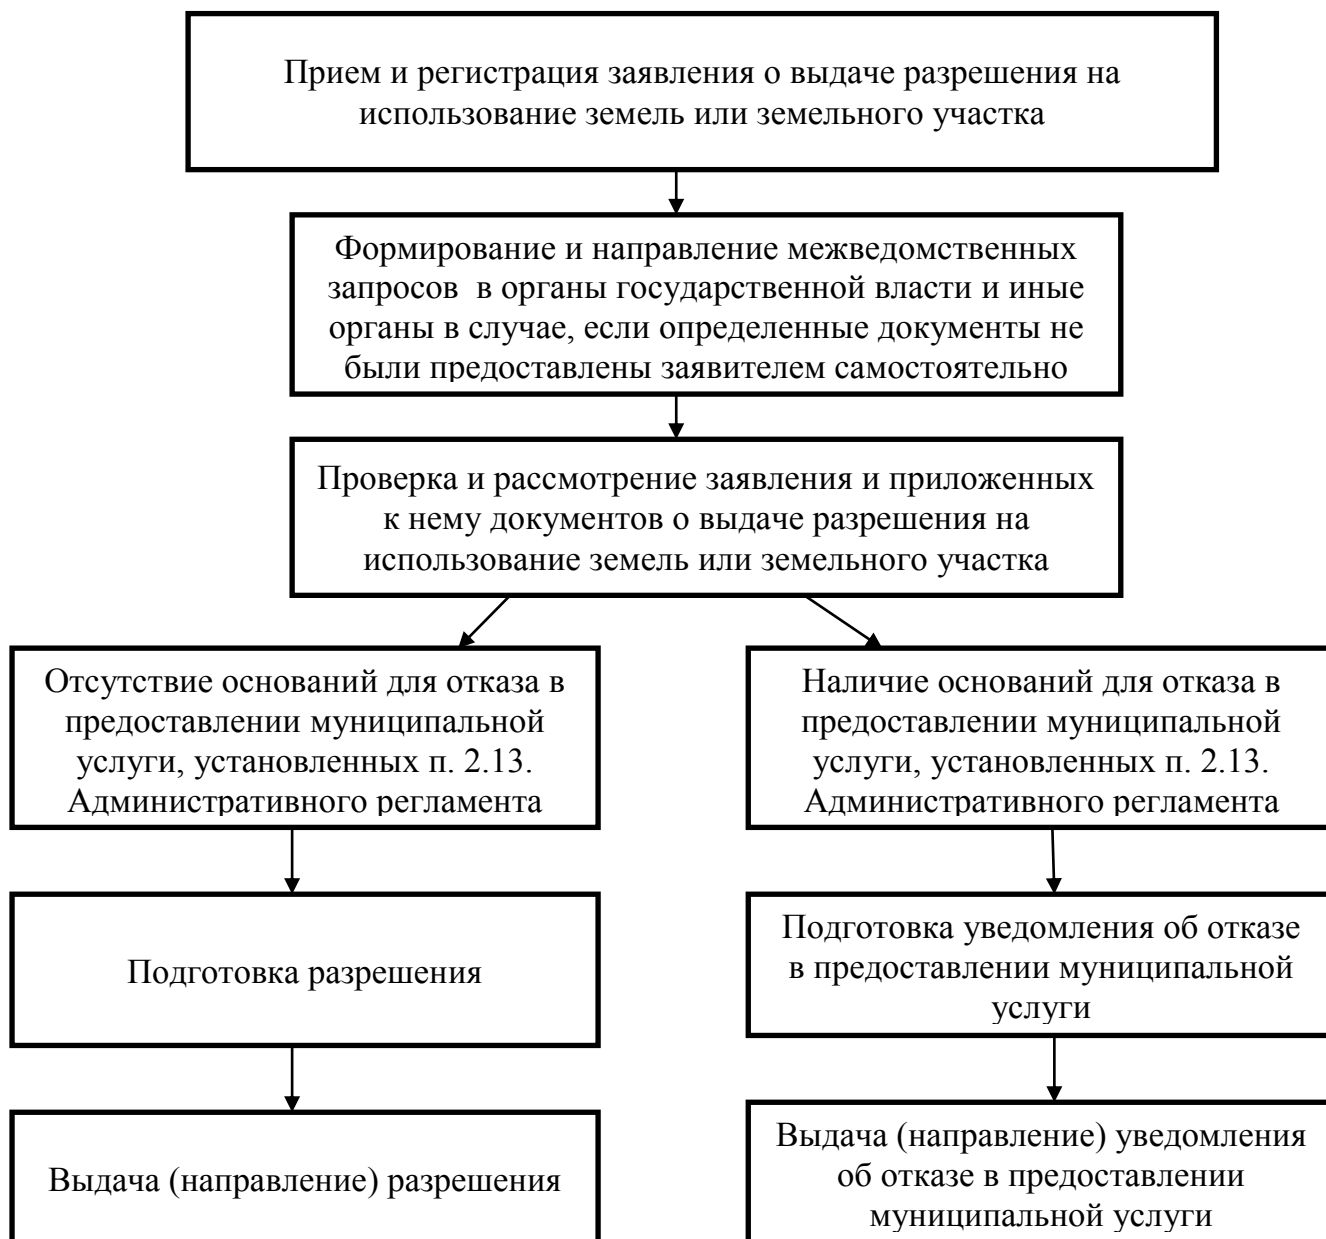 Прием и регистрация заявления о выдаче разрешения на
использование земель или земельного участка
Формирование и направление межведомственных
запросов в органы государственной власти и иные
органы в случае, если определенные документы не
были предоставлены заявителем самостоятельно
Проверка и рассмотрение заявления и приложенных
к нему документов о выдаче разрешения на
использование земель или земельного участка
Отсутствие оснований для отказа в
предоставлении муниципальной
услуги, установленных п. 2.13.
Административного регламента
Наличие оснований для отказа в
предоставлении муниципальной
услуги, установленных п. 2.13.
Административного регламента
Подготовка разрешения
Подготовка уведомления об отказе
в предоставлении муниципальной
услуги
Выдача (направление) разрешения
Выдача (направление) уведомления
об отказе в предоставлении
муниципальной услуги